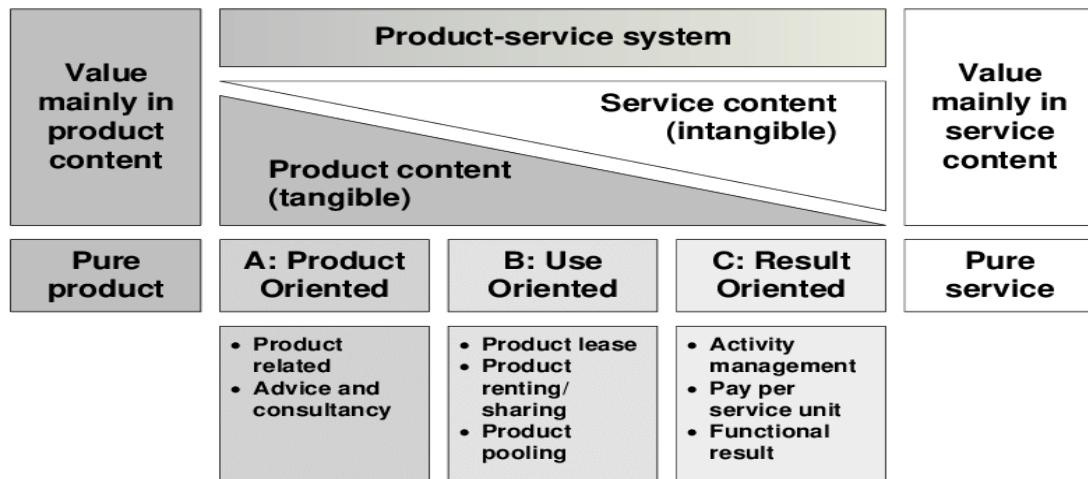 Value
mainly in
product
content
Product-service system
Service content
(intangible)
Product content
(tangible)
Value
mainly in
service
content
Pure
product
A: Product
Oriented
B: Use
Oriented
C: Result
Oriented
Pure
service
• Product
related
• Advice and
consultancy
• Product lease
• Product
renting/
sharing
• Product
pooling
• Activity
management
• Pay per
service unit
• Functional
result